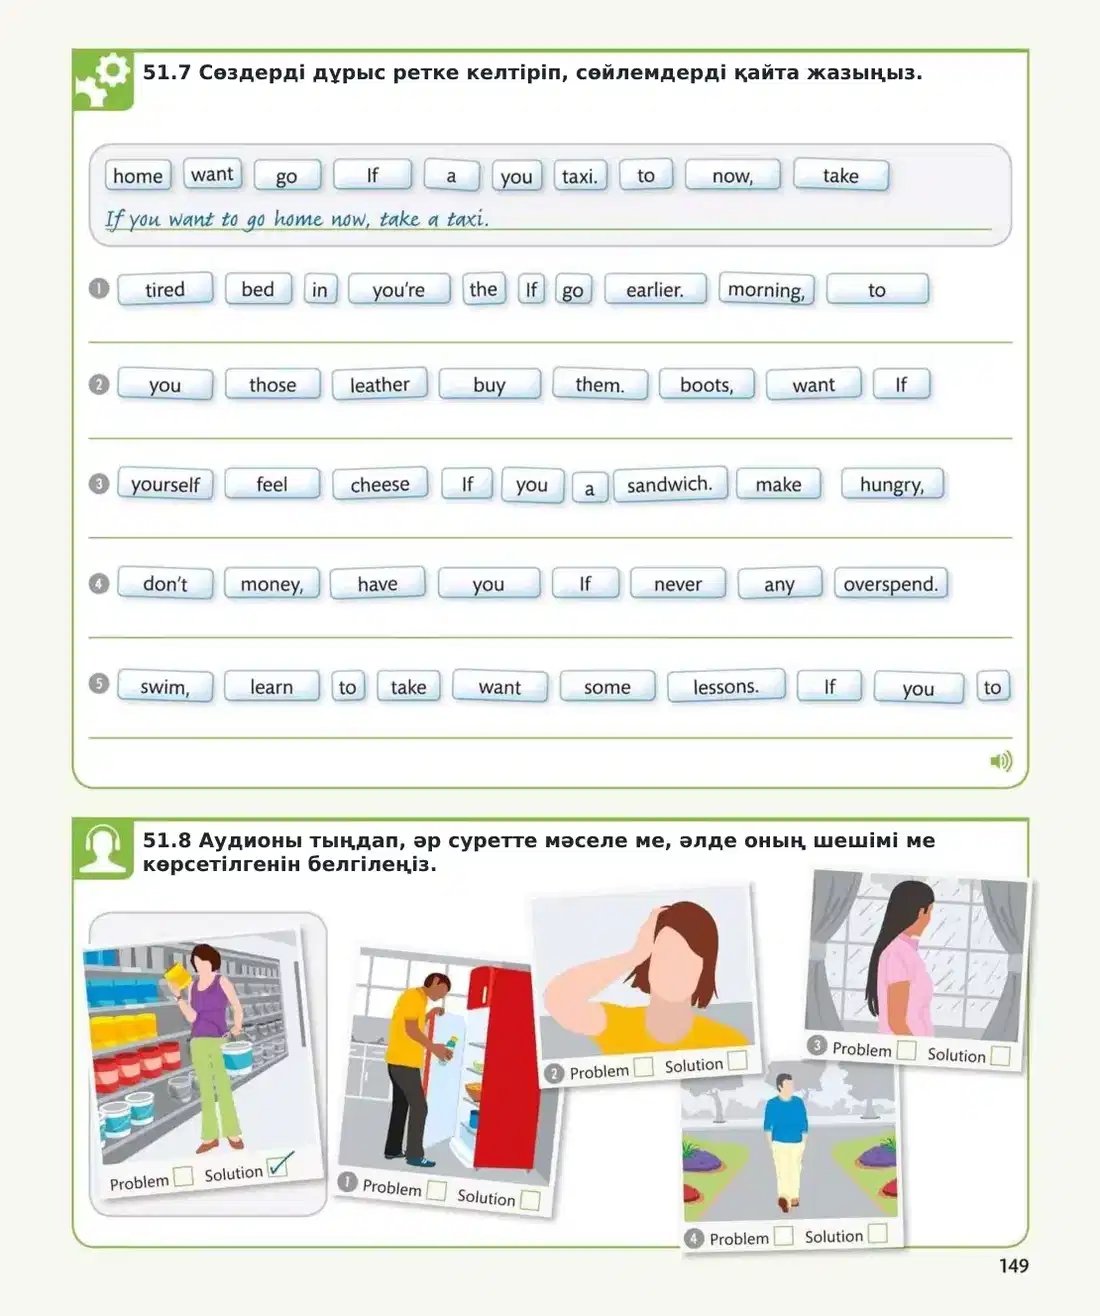 51.7 Сөздерді дұрыс ретке келтіріп, сөйлемдерді қайта жазыңыз.
home want go If a you taxi. to now, take
If you want to go home now, take a taxi.
1 tired bed in you're the If go earlier. morning, to
2 you those leather buy them. boots, want If
3 yourself feel cheese If you a sandwich. make hungry,
4 don't money, have you If never any overspend.
5 swim, learn to take want some lessons. If you to
51.8 Аудионы тыңдап, әр суретте мәселе ме, әлде оның шешімі ме
көрсетілгенін белгілеңіз.
Problem Solution
1 Problem Solution
2 Problem Solution
3 Problem Solution
4 Problem Solution
149